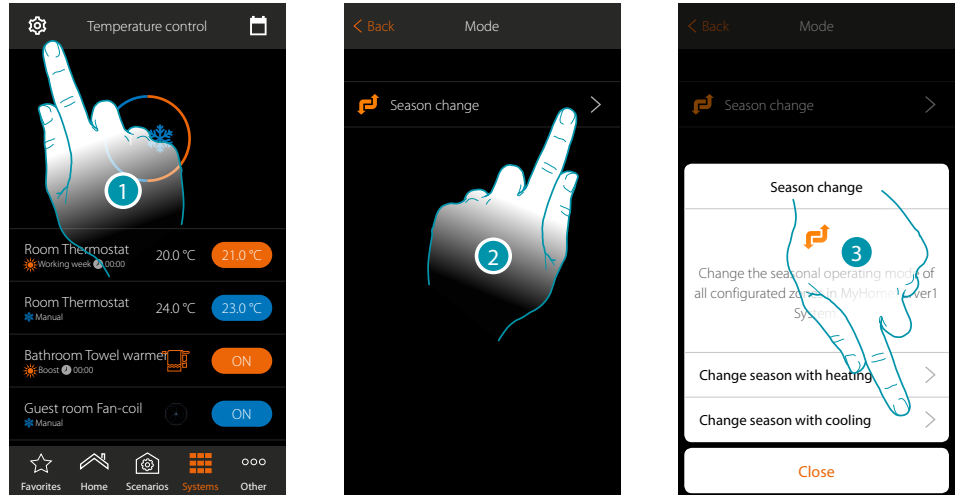 Temperature control
1
Room Thermostat
Working week 00:00
20.0 °C
21.0 °C
Room Thermostat
Manual
24.0 °C
23.0 °C
Bathroom Towel warmer
Boost 00:00
ON
Guest room Fan-coil
Manual
ON
Favorites
Home
Scenarios
Systems
Other
Back
Mode
Season change
2
Back
Mode
Season change
Season change
3
Change the seasonal operating mode of
all configurated zones in
System
Change season with heating
Change season with cooling
Close